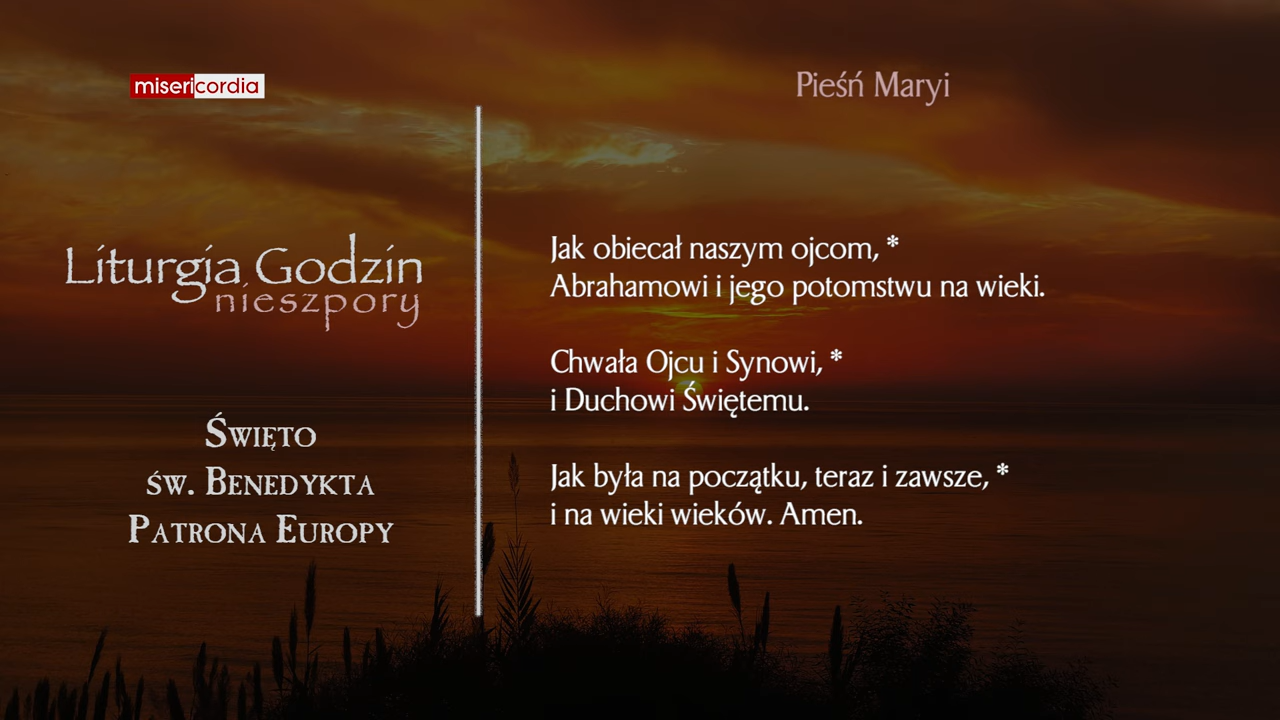 misericordia
Pieśń Maryi
Liturgia Godzin
nieszpory
Święto
św. Benedykta
Patrona Europy
Jak obiecał naszym ojcom, *
Abrahamowi i jego potomstwu na wieki.
Chwała Ojcu i Synowi, *
i Duchowi Świętemu.
Jak była na początku, teraz i zawsze, *
i na wieki wieków. Amen.